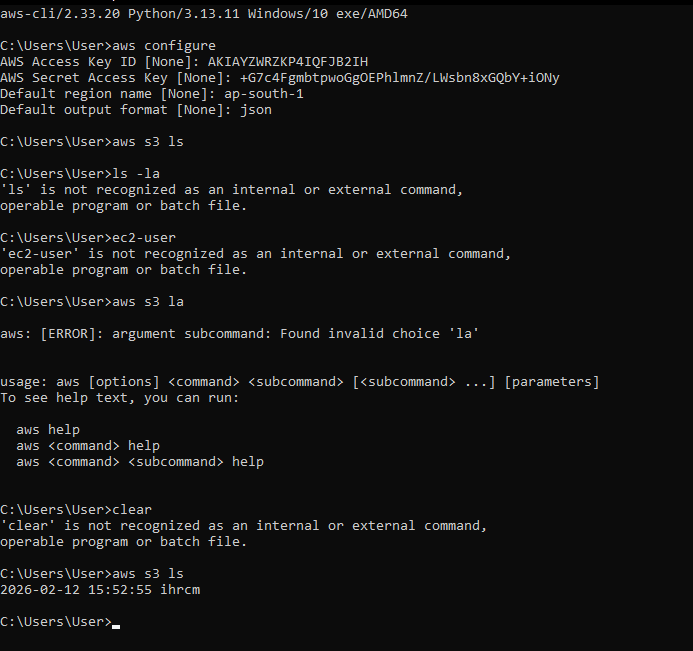 aws-cli/2.33.20 Python/3.13.11 Windows/10 exe/AMD64
C:\Users\User>aws configure
AWS Access Key ID [None]: AKIAYZWRZKP4IQFJB2IH
AWS Secret Access Key [None]: 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
Default region name [None]: ap-south-1
Default output format [None]: json
C:\Users\User>aws s3 ls
C:\Users\User>ls -la
'ls' is not recognized as an internal or external command,
operable program or batch file.
C:\Users\User>ec2-user
'ec2-user' is not recognized as an internal or external command,
operable program or batch file.
C:\Users\User>aws s3 la
aws: [ERROR]: argument subcommand: Found invalid choice 'la'
usage: aws [options] <command> <subcommand> [<subcommand> ...] [parameters]
To see help text, you can run:
aws help
aws <command> help
aws <command> <subcommand> help
C:\Users\User>clear
'clear' is not recognized as an internal or external command,
operable program or batch file.
C:\Users\User>aws s3 ls
2026-02-12 15:52:55 ihrcm
C:\Users\User>